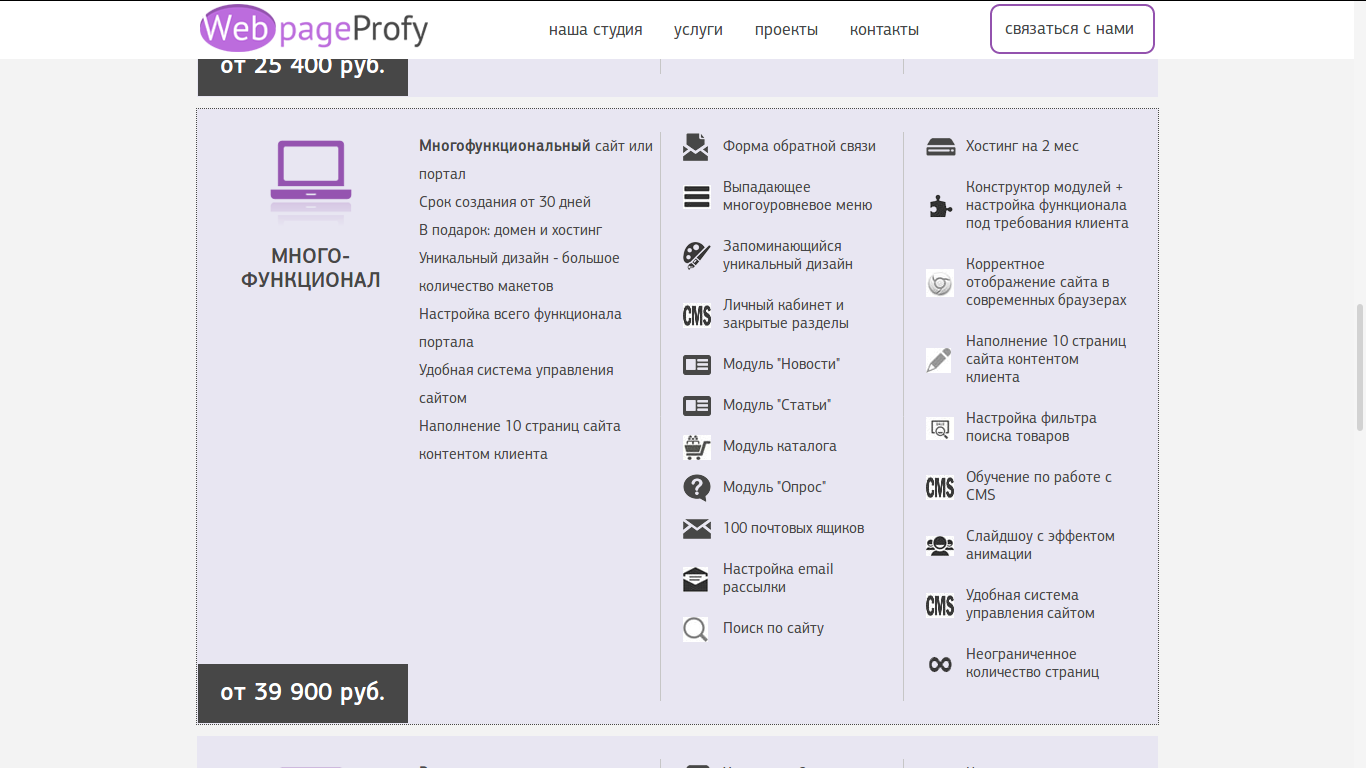 WebpageProfy
наша студия
услуги
проекты
контакты
связаться с нами
от 25 400 руб.
МНОГО-
ФУНКЦИОНАЛ
от 39 900 руб.
Многофункциональный сайт или
портал
Срок создания от 30 дней
В подарок: домен и хостинг
Уникальный дизайн - большое
количество макетов
Настройка всего функционала
портала
Удобная система управления
сайтом
Наполнение 10 страниц сайта
контентом клиента
Форма обратной связи
Выпадающее
многоуровневое меню
Запоминающийся
уникальный дизайн
CMS
Личный кабинет и
закрытые разделы
Модуль "Новости"
Модуль "Статьи"
Модуль каталога
Модуль "Опрос"
100 почтовых ящиков
Настройка email
рассылки
Поиск по сайту
Хостинг на 2 мес
Конструктор модулей +
настройка функционала
под требования клиента
Корректное
отображение сайта в
современных браузерах
Наполнение 10 страниц
сайта контентом
клиента
Настройка фильтра
поиска товаров
CMS
Обучение по работе с
CMS
Слайдшоу с эффектом
анимации
CMS
Удобная система
управления сайтом
Неограниченное
количество страниц